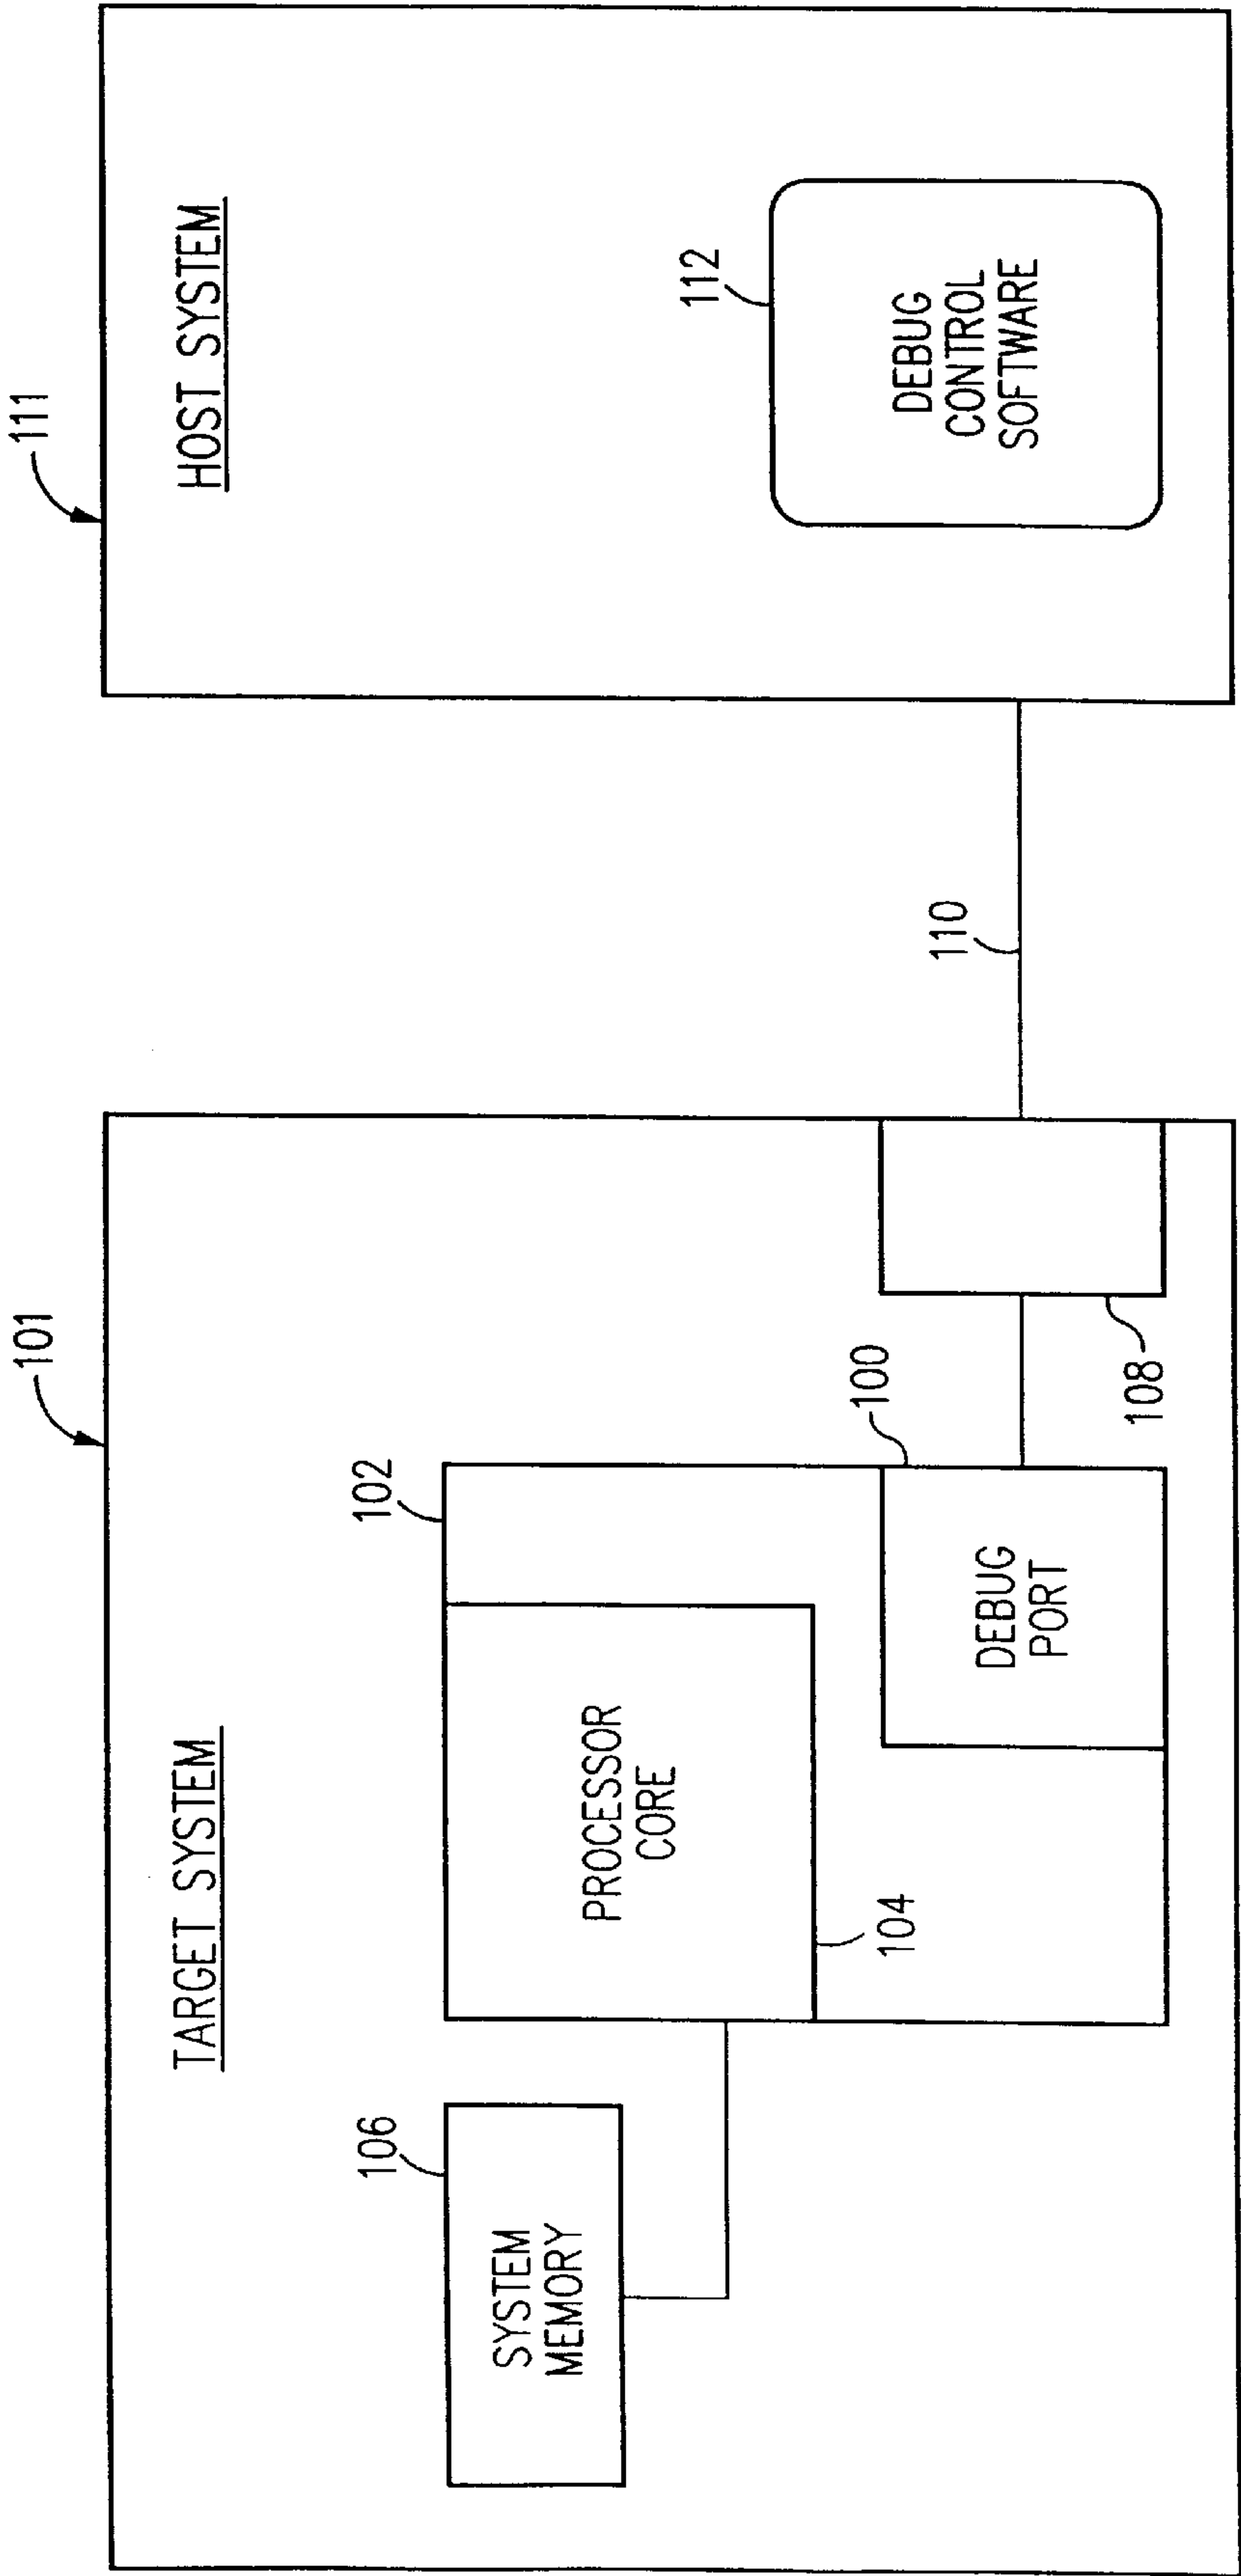 101
TARGET SYSTEM
106
SYSTEM
MEMORY
102
PROCESSOR
CORE
104
100
DEBUG
PORT
108
110
111
HOST SYSTEM
112
DEBUG
CONTROL
SOFTWARE